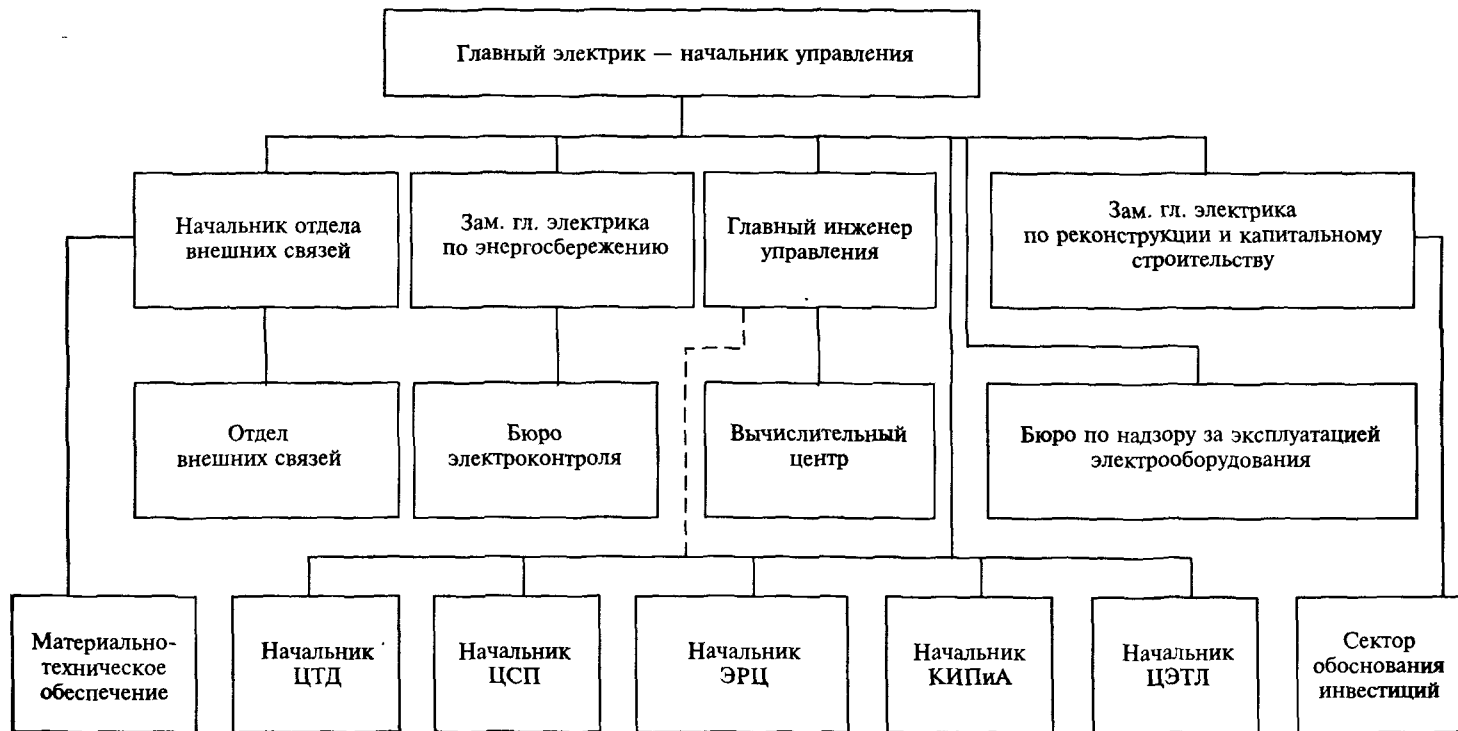 Главный электрик — начальник управления
Начальник отдела
внешних связей
Зам. гл. электрика
по энергосбережению
Главный инженер
управления
Зам. гл. электрика
по реконструкции и капитальному
строительству
Отдел
внешних связей
Бюро
электроконтроля
Вычислительный
центр
Бюро по надзору за эксплуатацией
электрооборудования
Материально-
техническое
обеспечение
Начальник
ЦТД
Начальник
ЦСП
Начальник
ЭРЦ
Начальник
КИПиА
Начальник
ЦЭТЛ
Сектор
обоснования
инвестиций